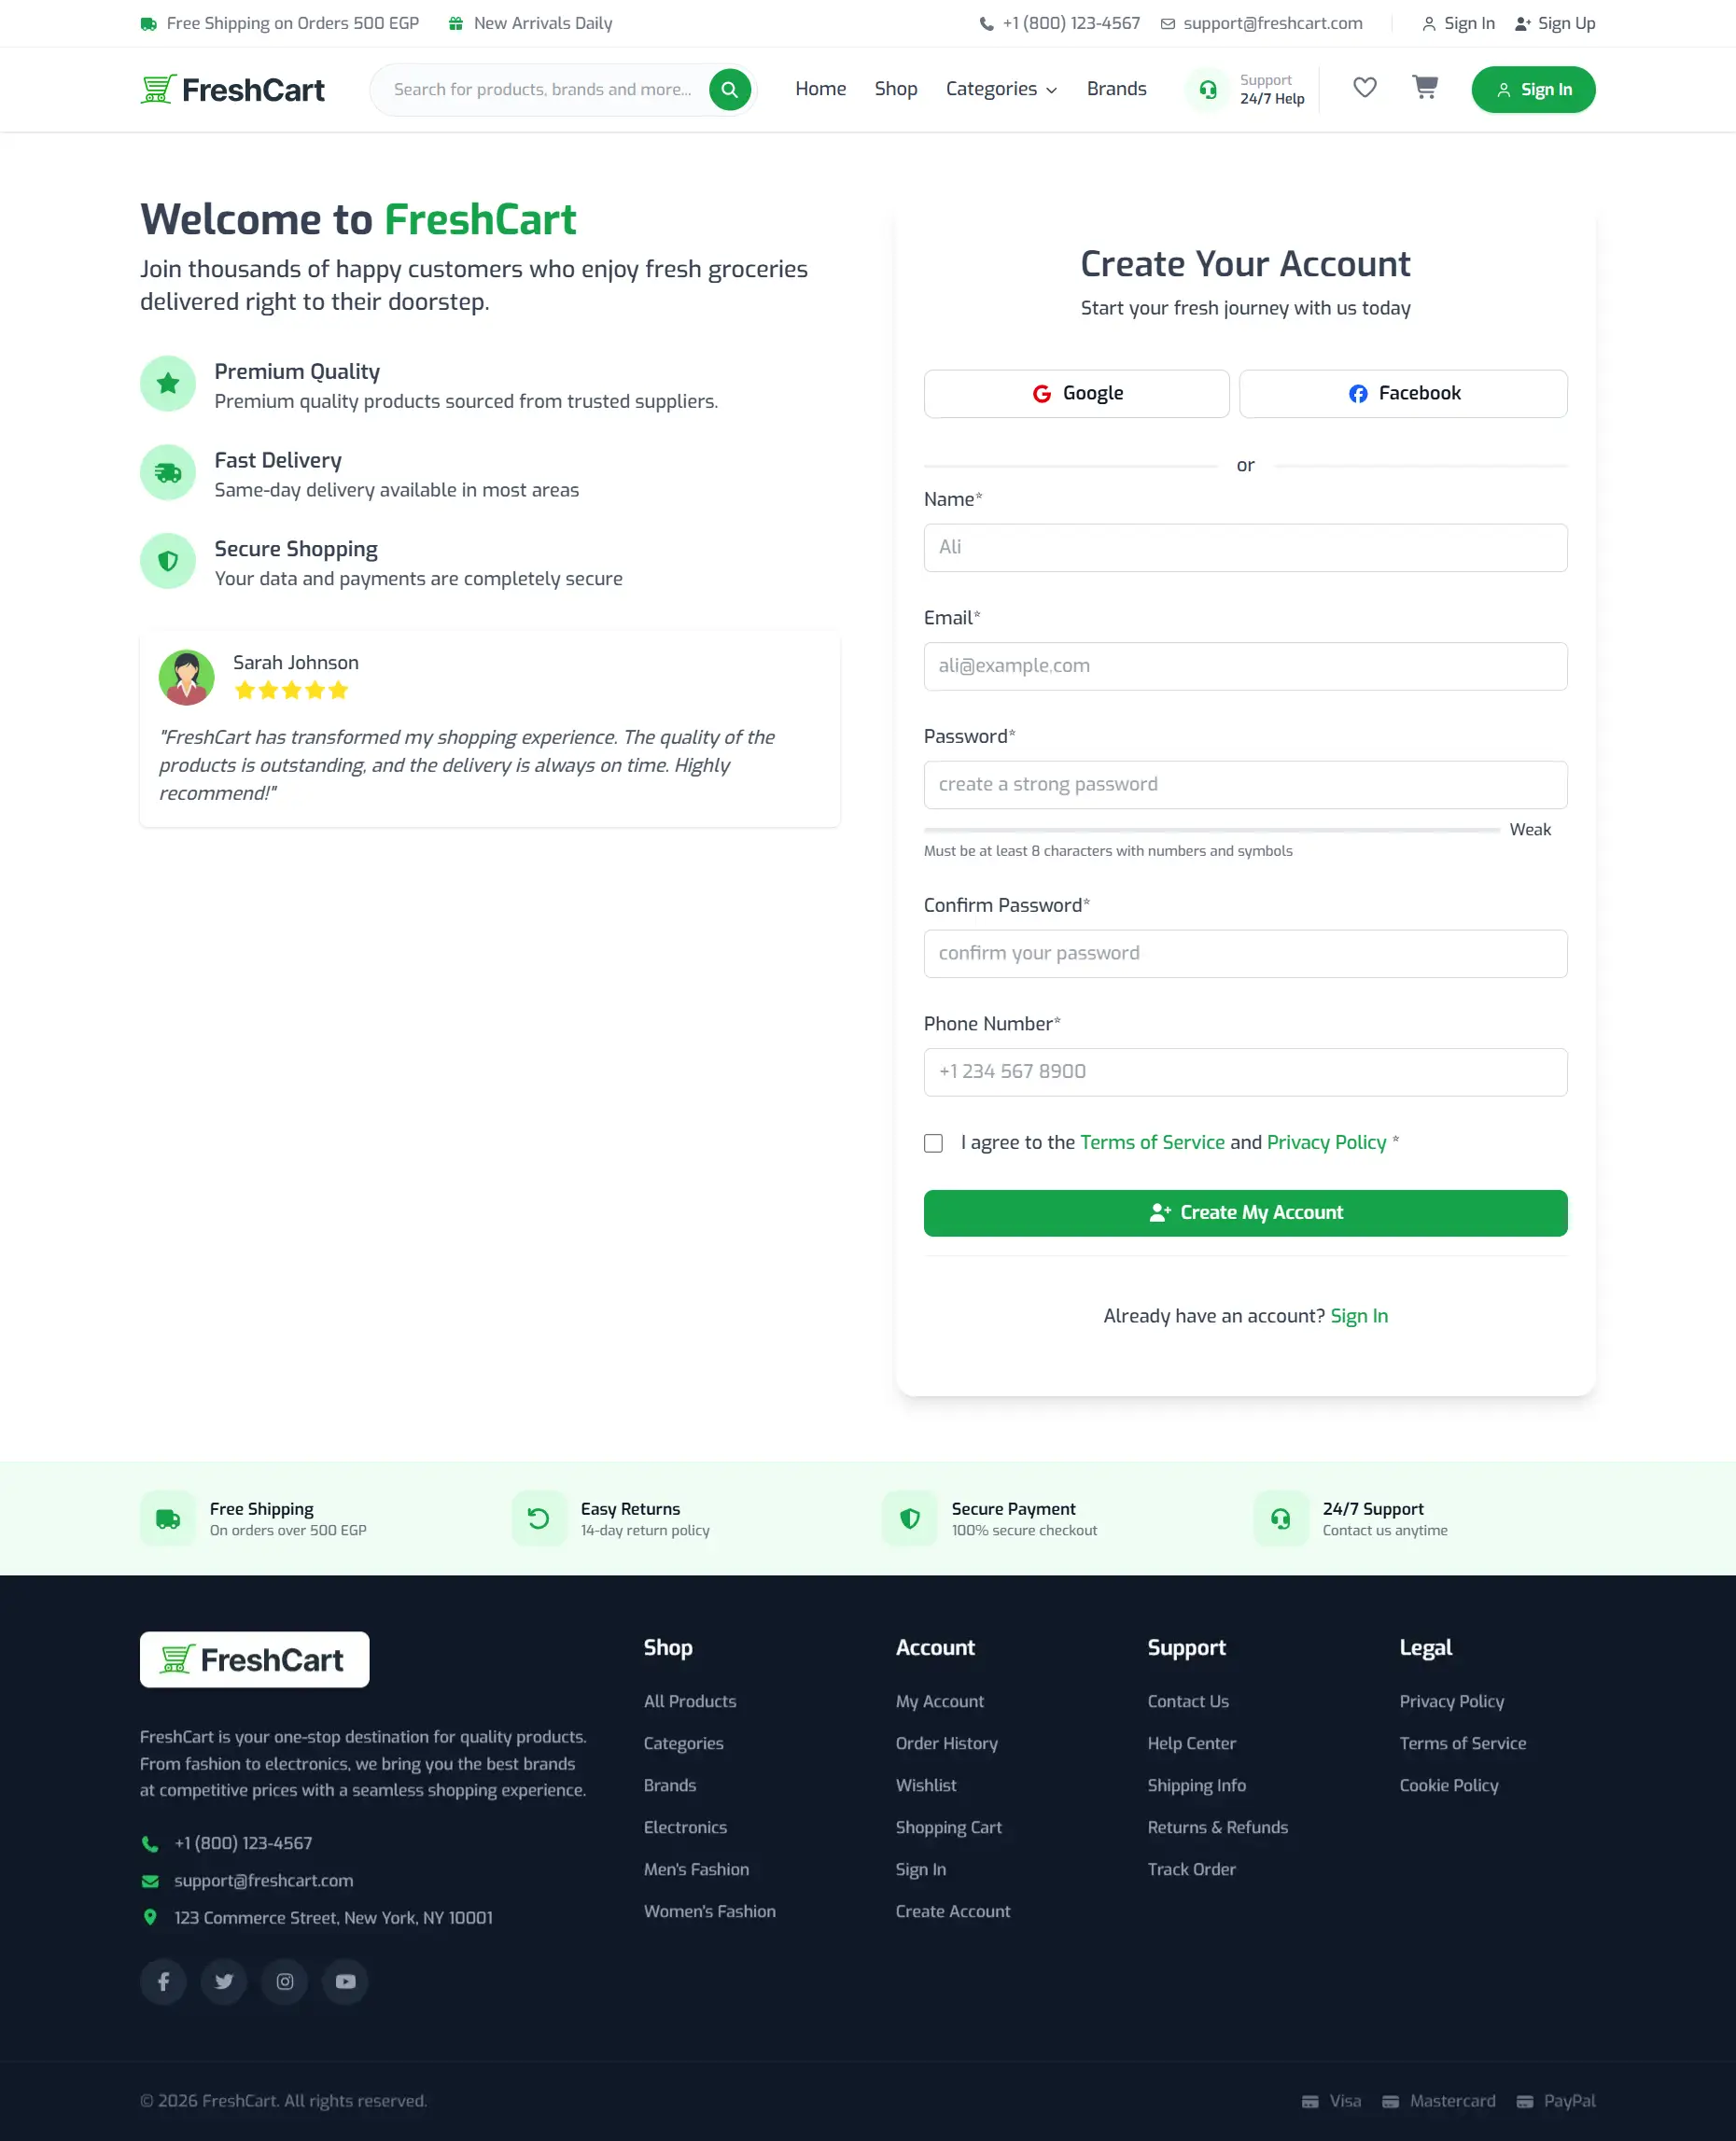 Free Shipping on Orders 500 EGP
New Arrivals Daily
+1 (800) 123-4567
support@freshcart.com
Sign In
Sign Up
FreshCart
Search for products, brands and more...
Home
Shop
Categories
Brands
Support
24/7 Help
Sign In
Welcome to FreshCart
Join thousands of happy customers who enjoy fresh groceries
delivered right to their doorstep.
Premium Quality
Premium quality products sourced from trusted suppliers.
Fast Delivery
Same-day delivery available in most areas
Secure Shopping
Your data and payments are completely secure
Sarah Johnson
"FreshCart has transformed my shopping experience. The quality of the
products is outstanding, and the delivery is always on time. Highly
recommend!"
Create Your Account
Start your fresh journey with us today
Google
Facebook
or
Name*
Ali
Email*
ali@example.com
Password*
create a strong password
Weak
Must be at least 8 characters with numbers and symbols
Confirm Password*
confirm your password
Phone Number*
+1 234 567 8900
I agree to the Terms of Service and Privacy Policy *
Create My Account
Already have an account? Sign In
Free Shipping
On orders over 500 EGP
Easy Returns
14-day return policy
Secure Payment
100% secure checkout
24/7 Support
Contact us anytime
FreshCart
FreshCart is your one-stop destination for quality products.
From fashion to electronics, we bring you the best brands
at competitive prices with a seamless shopping experience.
+1 (800) 123-4567
support@freshcart.com
123 Commerce Street, New York, NY 10001
Shop
All Products
Categories
Brands
Electronics
Men's Fashion
Women's Fashion
Account
My Account
Order History
Wishlist
Shopping Cart
Sign In
Create Account
Support
Contact Us
Help Center
Shipping Info
Returns & Refunds
Track Order
Legal
Privacy Policy
Terms of Service
Cookie Policy
© 2026 FreshCart. All rights reserved.
Visa
Mastercard
PayPal